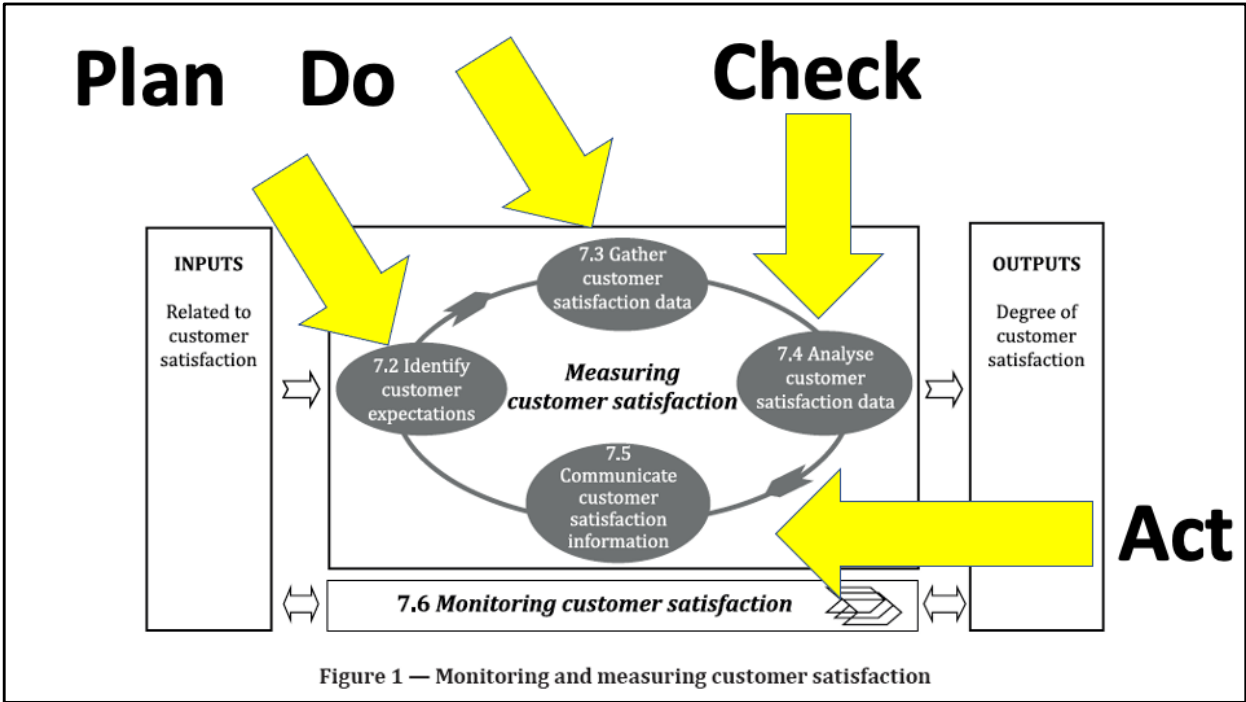 Plan Do Check
INPUTS
Related to
customer
satisfaction
7.3 Gather
customer
satisfaction data
7.2 Identify
customer
expectations
Measuring
customer satisfaction
7.4 Analyse
customer
satisfaction data
7.5
Communicate
customer
satisfaction
information
OUTPUTS
Degree of
customer
satisfaction
Act
7.6 Monitoring customer satisfaction
Figure 1 — Monitoring and measuring customer satisfaction